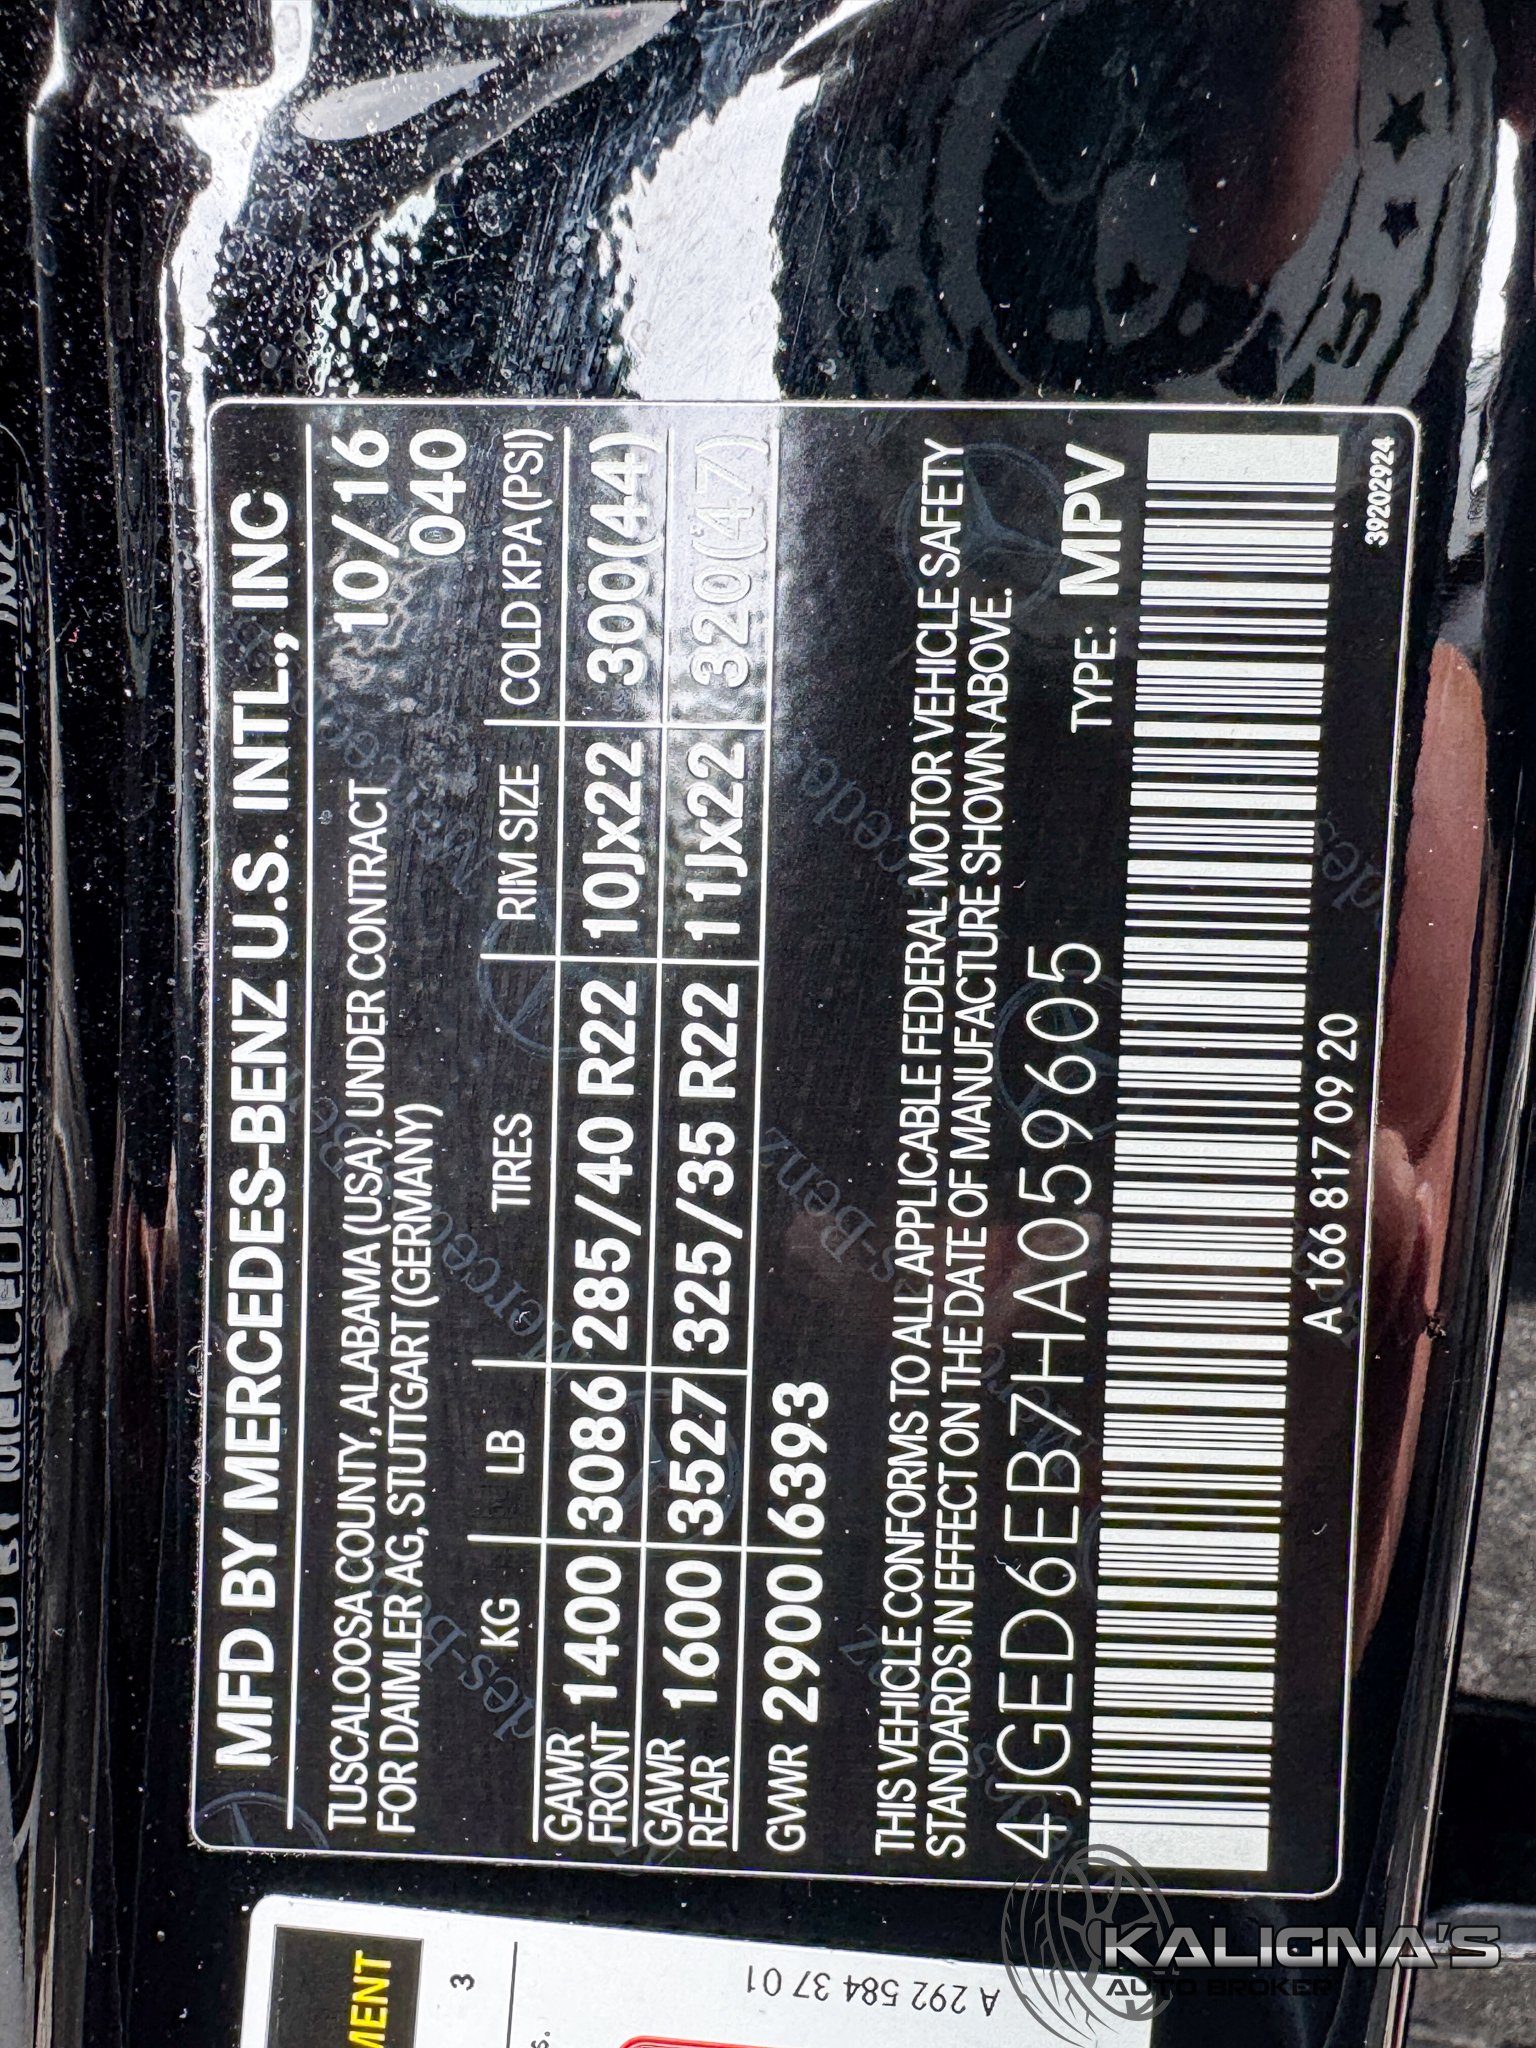 MFD BY MERCEDES-BENZ U.S. INTL., INC
TUSCALOOSA COUNTY, ALABAMA (USA). UNDER CONTRACT 10/16
FOR DAIMLER AG, STUTTGART (GERMANY) 040
KG LB TIRES RIM SIZE COLD KPA (PSI)
GAWR FRONT 1400 3086 285/40 R22 10Jx22 300(44)
GAWR REAR 1600 3527 325/35 R22 11Jx22 320(47)
GVWR 2900 6393
THIS VEHICLE CONFORMS TO ALL APPLICABLE FEDERAL MOTOR VEHICLE SAFETY
STANDARDS IN EFFECT ON THE DATE OF MANUFACTURE SHOWN ABOVE.
4JGED6EB7HA059605 TYPE: MPV
A 166 817 09 20
39202924
MENT
3
A 292 584 37 01
KALIGNA'S
AUTO BROKER